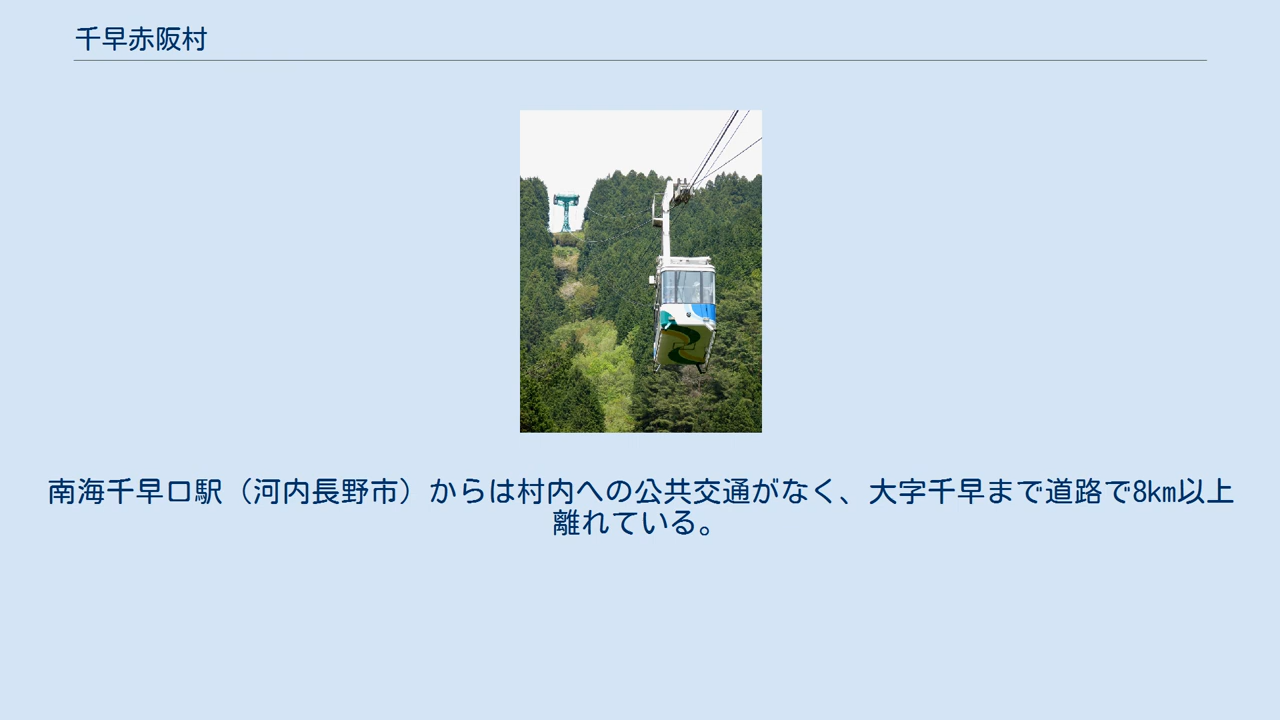 千早赤阪村
南海千早口駅（河内長野市）からは村内への公共交通がなく、大字千早まで道路で8km以上
離れている。